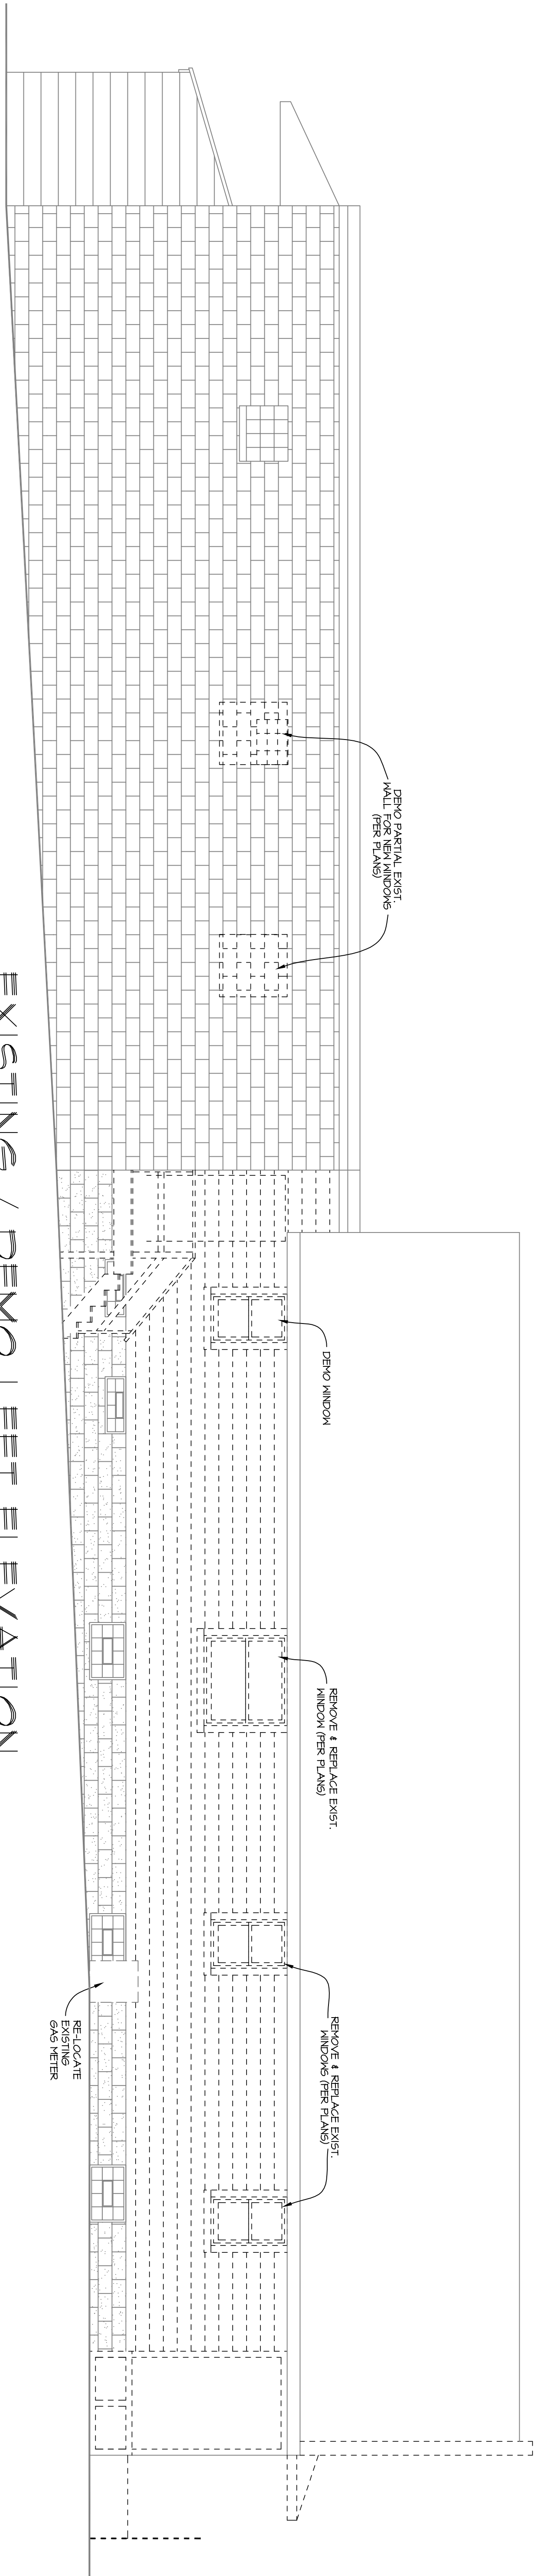 DEMO PARTIAL EXIST.
WALL FOR NEW WINDOWS
(PER PLANS)
DEMO WINDOW
REMOVE & REPLACE EXIST.
WINDOW (PER PLANS)
REMOVE & REPLACE EXIST.
WINDOWS (PER PLANS)
RE-LOCATE
EXISTING
GAS METER
EXISTING / DEMO LEFT ELEVATION